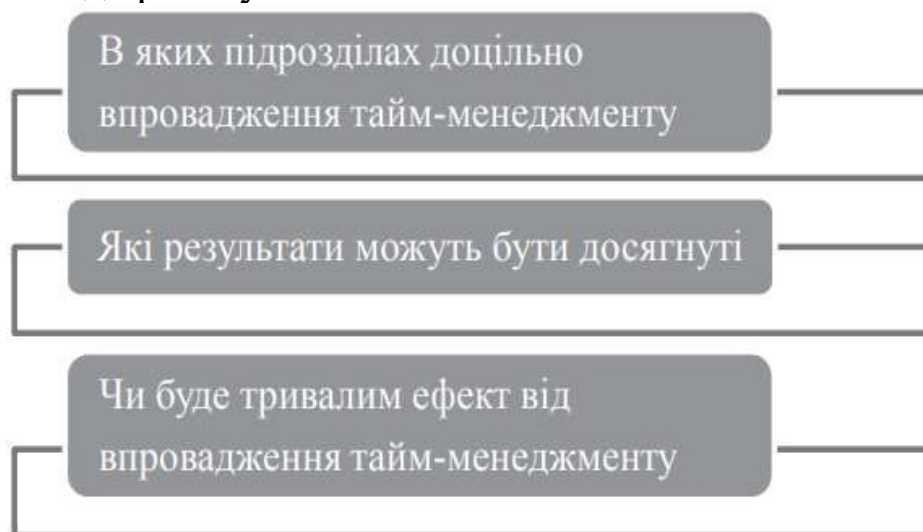 В яких підрозділах доцільно
впровадження тайм-менеджменту
Які результати можуть бути досягнуті
Чи буде тривалим ефект від
впровадження тайм-менеджменту